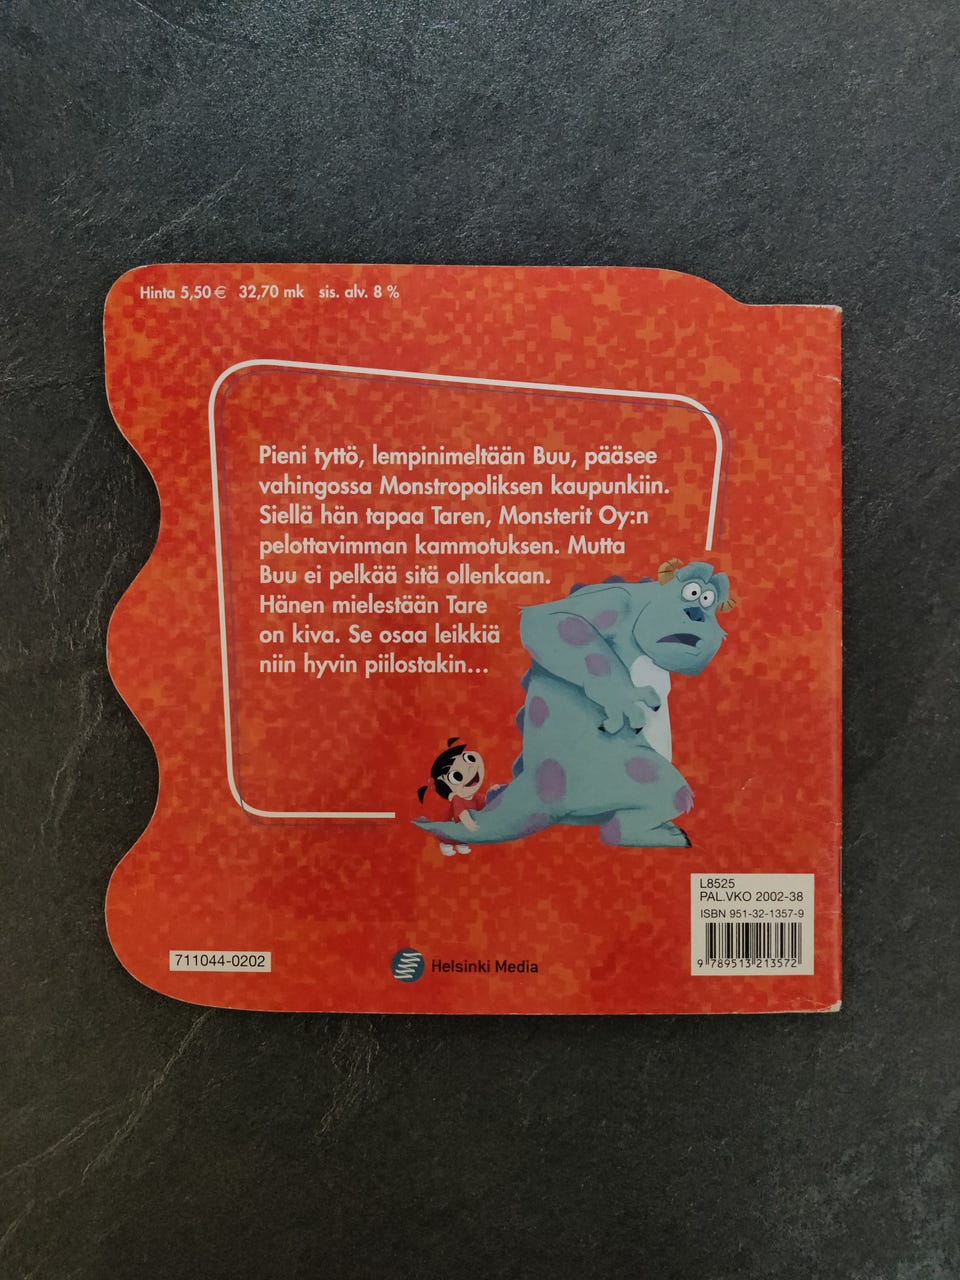 Hinta 5,50 € 32,70 mk sis. alv. 8 %
Pieni tyttö, lempinimeltään Buu, pääsee
vahingossa Monstropoliksen kaupunkiin.
Siellä hän tapaa Taren, Monsterit Oy:n
pelottavimman kammotuksen. Mutta
Buu ei pelkää sitä ollenkaan.
Hänen mielestään Tare
on kiva. Se osaa leikkiä
niin hyvin piilostakin...
L8525
PAL.VKO 2002-38
ISBN 951-32-1357-9
9 789513 213572
711044-0202
Helsinki Media